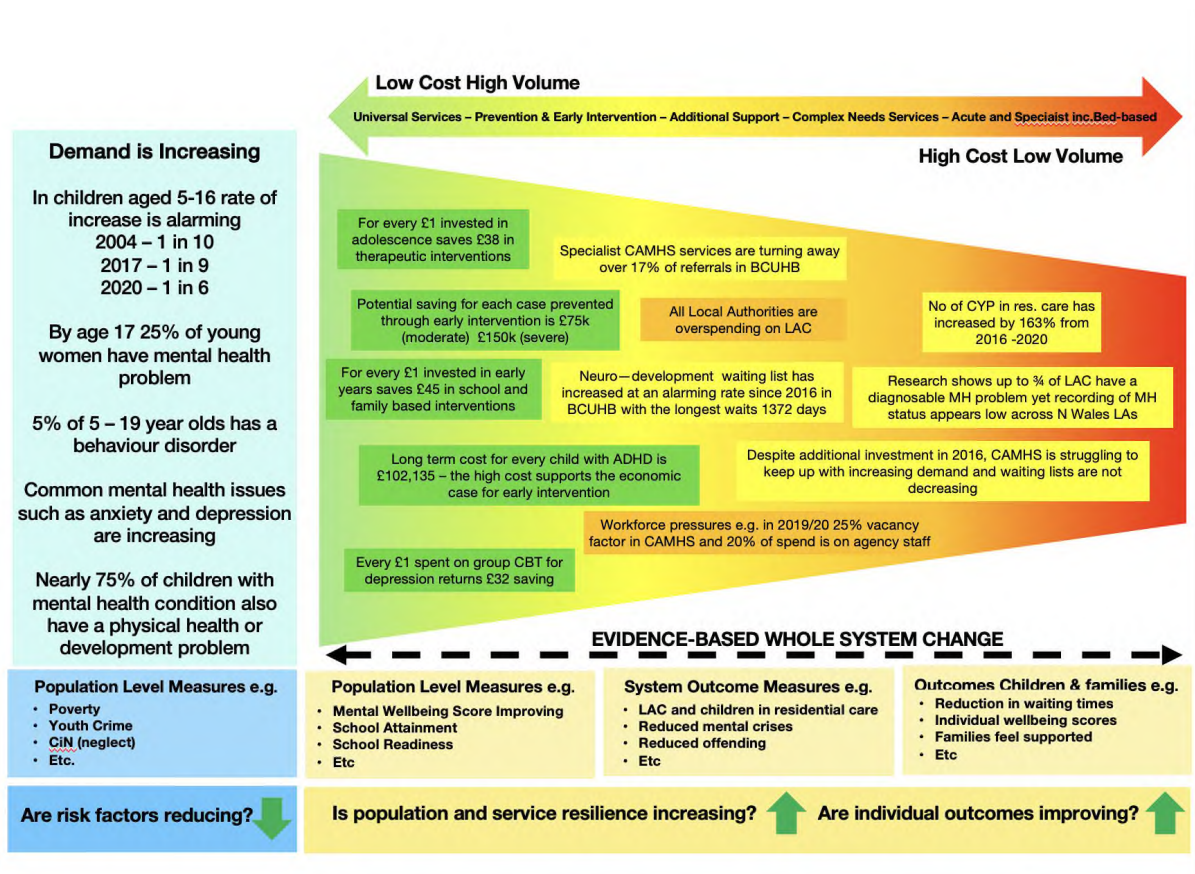 Low Cost High Volume
Universal Services – Prevention & Early Intervention – Additional Support – Complex Needs Services – Acute and Speciaist inc.Bed-based
High Cost Low Volume
Demand is Increasing
In children aged 5-16 rate of
increase is alarming
2004 – 1 in 10
2017 – 1 in 9
2020 – 1 in 6
By age 17 25% of young
women have mental health
problem
5% of 5 – 19 year olds has a
behaviour disorder
Common mental health issues
such as anxiety and depression
are increasing
Nearly 75% of children with
mental health condition also
have a physical health or
development problem
For every £1 invested in
adolescence saves £38 in
therapeutic interventions
Specialist CAMHS services are turning away
over 17% of referrals in BCUHB
Potential saving for each case prevented
through early intervention is £75k
(moderate) £150k (severe)
All Local Authorities are
overspending on LAC
No of CYP in res. care has
increased by 163% from
2016 -2020
For every £1 invested in early
years saves £45 in school and
family based interventions
Neuro—development waiting list has
increased at an alarming rate since 2016 in
BCUHB with the longest waits 1372 days
Research shows up to ¾ of LAC have a
diagnosable MH problem yet recording of MH
status appears low across N Wales LAs
Long term cost for every child with ADHD is
£102,135 – the high cost supports the economic
case for early intervention
Despite additional investment in 2016, CAMHS is struggling to
keep up with increasing demand and waiting lists are not
decreasing
Workforce pressures e.g. in 2019/20 25% vacancy
factor in CAMHS and 20% of spend is on agency staff
Every £1 spent on group CBT for
depression returns £32 saving
EVIDENCE-BASED WHOLE SYSTEM CHANGE
Population Level Measures e.g.
• Poverty
• Youth Crime
• CiN (neglect)
• Etc.
Population Level Measures e.g.
• Mental Wellbeing Score Improving
• School Attainment
• School Readiness
• Etc
System Outcome Measures e.g.
• LAC and children in residential care
• Reduced mental crises
• Reduced offending
• Etc
Outcomes Children & families e.g.
• Reduction in waiting times
• Individual wellbeing scores
• Families feel supported
• Etc
Are risk factors reducing?
Is population and service resilience increasing?
Are individual outcomes improving?